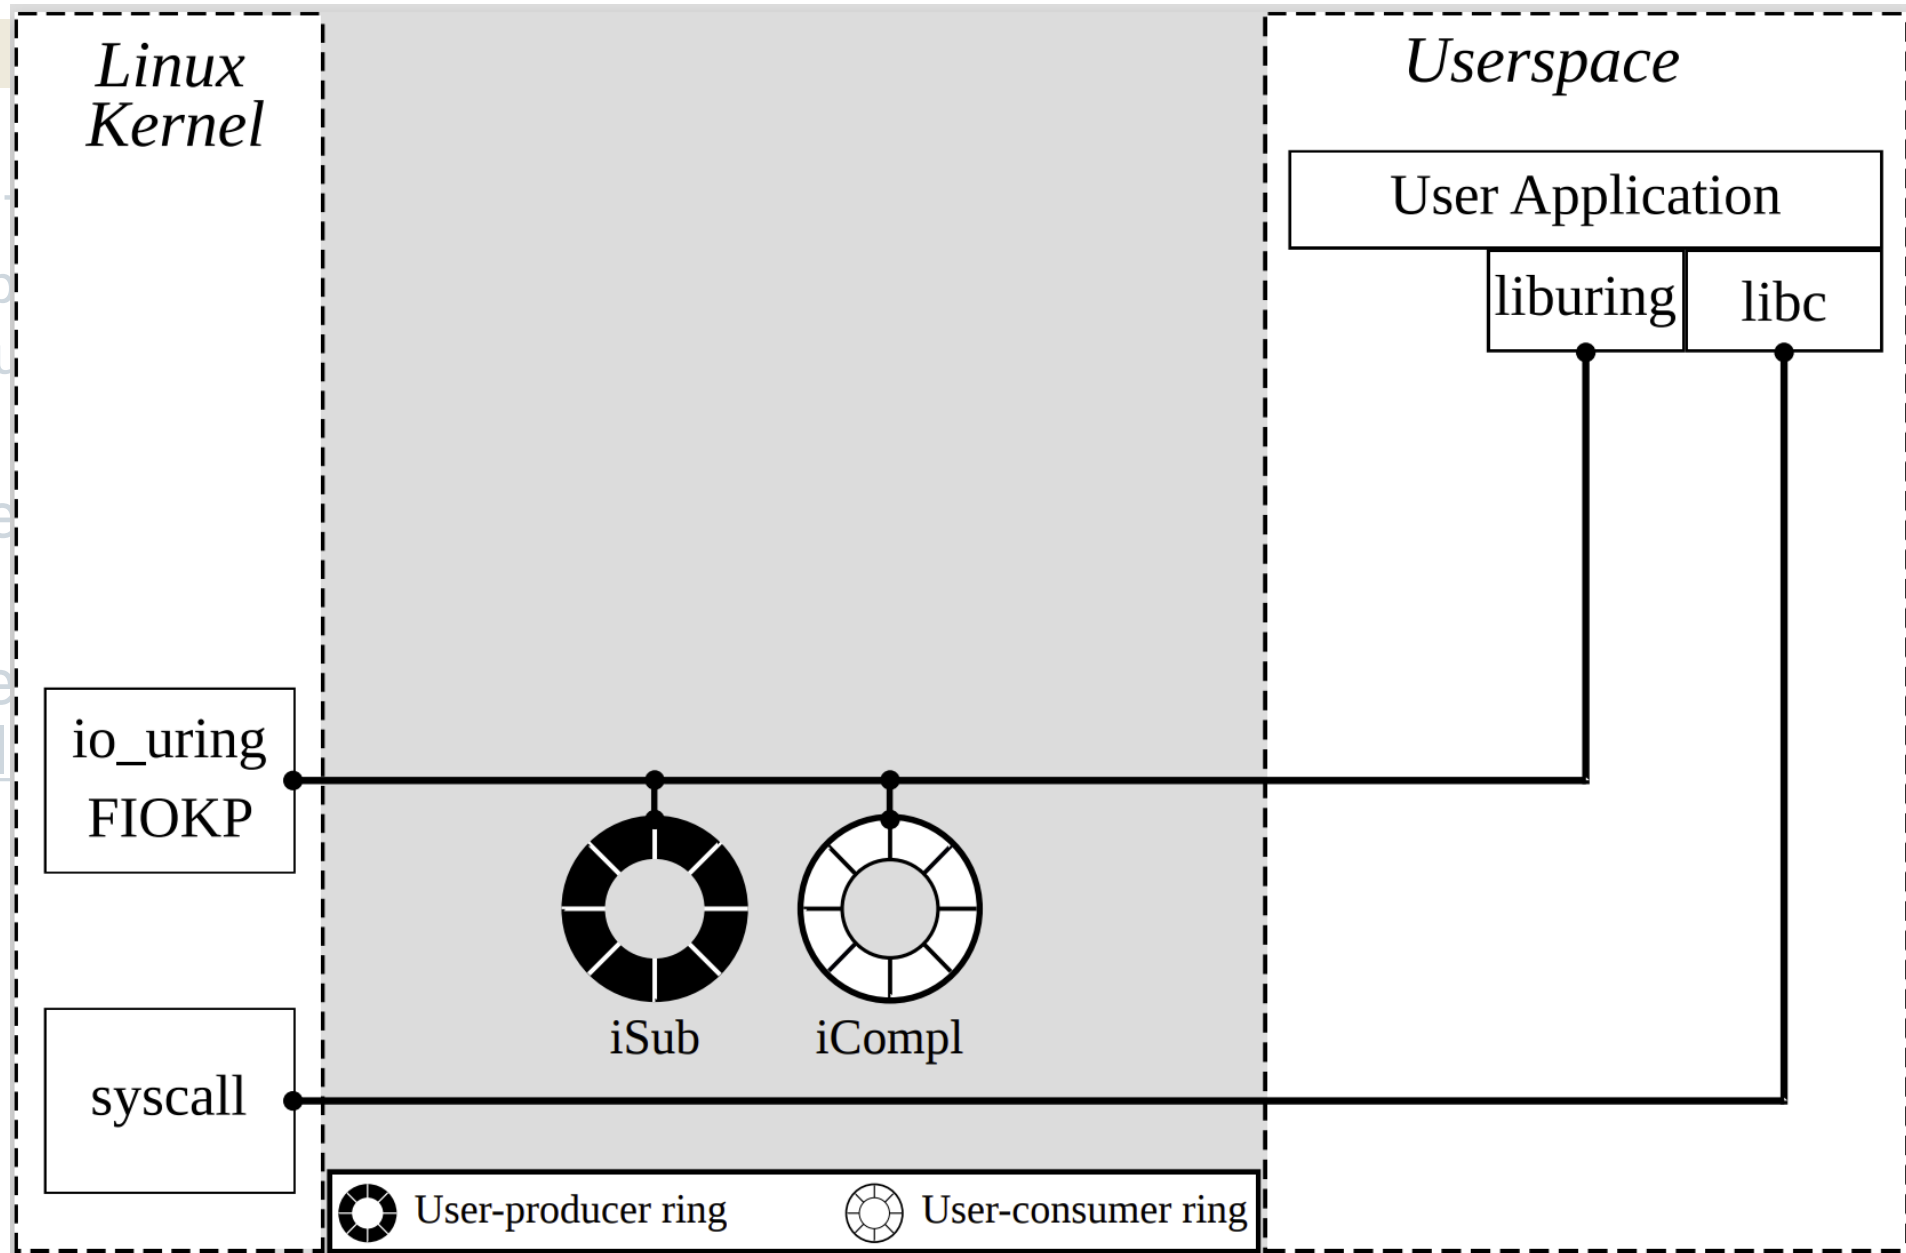 Linux
Kernel
Userspace
User Application
liburing
libc
io_uring
FIOKP
iSub
iCompl
syscall
User-producer ring
User-consumer ring